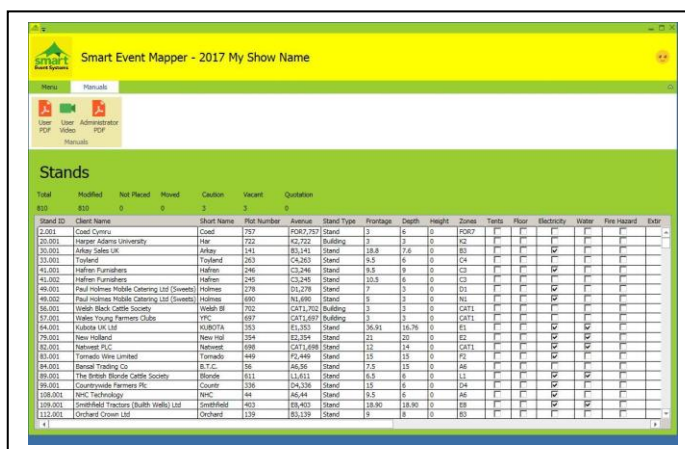 smart
Event Systems
Smart Event Mapper - 2017 My Show Name
Menu Manuals
User PDF User Video Administrator PDF
Manuals
Stands
Total Modified Not Placed Moved Caution Vacant Quotation
810 810 0 0 3 3 0
Stand ID Client Name Short Name Plot Number Avenue Stand Type Frontage Depth Height Zones Tents Floor Electricity Water Fire Hazard Extir
2.001 Coed Cymru Coed 757 FOR7,757 Stand 3 6 0 FOR7
20.001 Harper Adams University Har 722 K2,722 Building 3 3 0 K2
30.001 Arkay Sales UK Arkay 141 B3,141 Stand 18.8 7.6 0 B3
33.001 Toyland Toyland 263 C4,263 Stand 9.5 6 0 C4
41.001 Hafren Furnishers Hafren 246 C3,246 Stand 9.5 9 0 C3
41.002 Hafren Furnishers Hafren 245 C3,245 Stand 10.5 6 0 C3
49.001 Paul Holmes Mobile Catering Ltd (Sweets) Holmes 278 D1,278 Stand 7 3 0 D1
49.002 Paul Holmes Mobile Catering Ltd (Sweets) Holmes 690 N1,690 Stand 5 3 0 N1
56.001 Welsh Black Cattle Society Welsh Bl 702 CAT1,702 Building 3 3 0 CAT1
57.001 Wales Young Farmers Clubs YFC 697 CAT1,697 Building 3 3 0 CAT1
64.001 Kubota UK Ltd KUBOTA 353 E1,353 Stand 36.91 16.76 0 E1
79.001 New Holland New Hol 354 E2,354 Stand 21 20 0 E2
82.001 Natwest PLC Natwest 698 CAT1,698 Stand 12 14 0 CAT1
83.001 Tornado Wire Limited Tornado 449 F2,449 Stand 15 15 0 F2
84.001 Bansal Trading Co B.T.C. 56 A6,56 Stand 7.5 15 0 A6
89.001 The British Blonde Cattle Society Blonde 611 L1,611 Stand 6.5 6 0 L1
99.001 Countrywide Farmers Plc Countr 336 D4,336 Stand 15 6 0 D4
108.001 NHC Technology NHC 44 A6,44 Stand 9.5 6 0 A6
109.001 Smithfield Tractors (Builth Wells) Ltd Smithfield 403 E8,403 Stand 18.90 18.90 0 E8
112.001 Orchard Crown Ltd Orchard 139 B3,139 Stand 9 8 0 B3